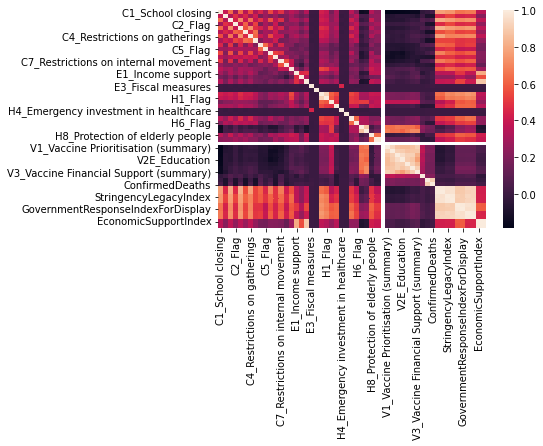 C1_School closing
C2_Flag
C4_Restrictions on gatherings
C5_Flag
C7_Restrictions on internal movement
E1_Income support
E3_Fiscal measures
H1_Flag
H4_Emergency investment in healthcare
H6_Flag
H8_Protection of elderly people
V1_Vaccine Prioritisation (summary)
V2E_Education
V3_Vaccine Financial Support (summary)
ConfirmedDeaths
StringencyLegacyIndex
GovernmentResponseIndexForDisplay
EconomicSupportIndex
C1_School closing
C2_Flag
C4_Restrictions on gatherings
C5_Flag
C7_Restrictions on internal movement
E1_Income support
E3_Fiscal measures
H1_Flag
H4_Emergency investment in healthcare
H6_Flag
H8_Protection of elderly people
V1_Vaccine Prioritisation (summary)
V2E_Education
V3_Vaccine Financial Support (summary)
ConfirmedDeaths
StringencyLegacyIndex
GovernmentResponseIndexForDisplay
EconomicSupportIndex
1.0
0.8
0.6
0.4
0.2
0.0